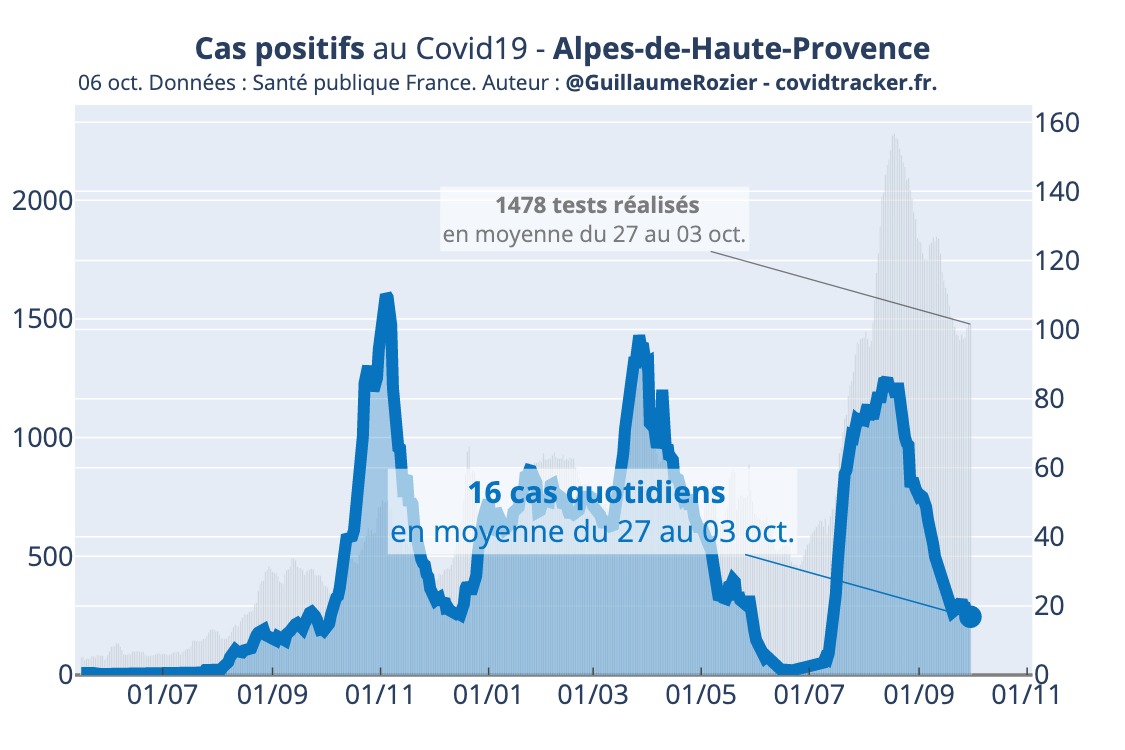 Cas positifs au Covid19 - Alpes-de-Haute-Provence
06 oct. Données : Santé publique France. Auteur : @GuillaumeRozier - covidtracker.fr.
160
140
2000
1478 tests réalisés
en moyenne du 27 au 03 oct.
120
1500
100
80
1000
60
16 cas quotidiens
en moyenne du 27 au 03 oct.
40
500
20
0
0
01/07 01/09 01/11 01/01 01/03 01/05 01/07 01/09 01/11